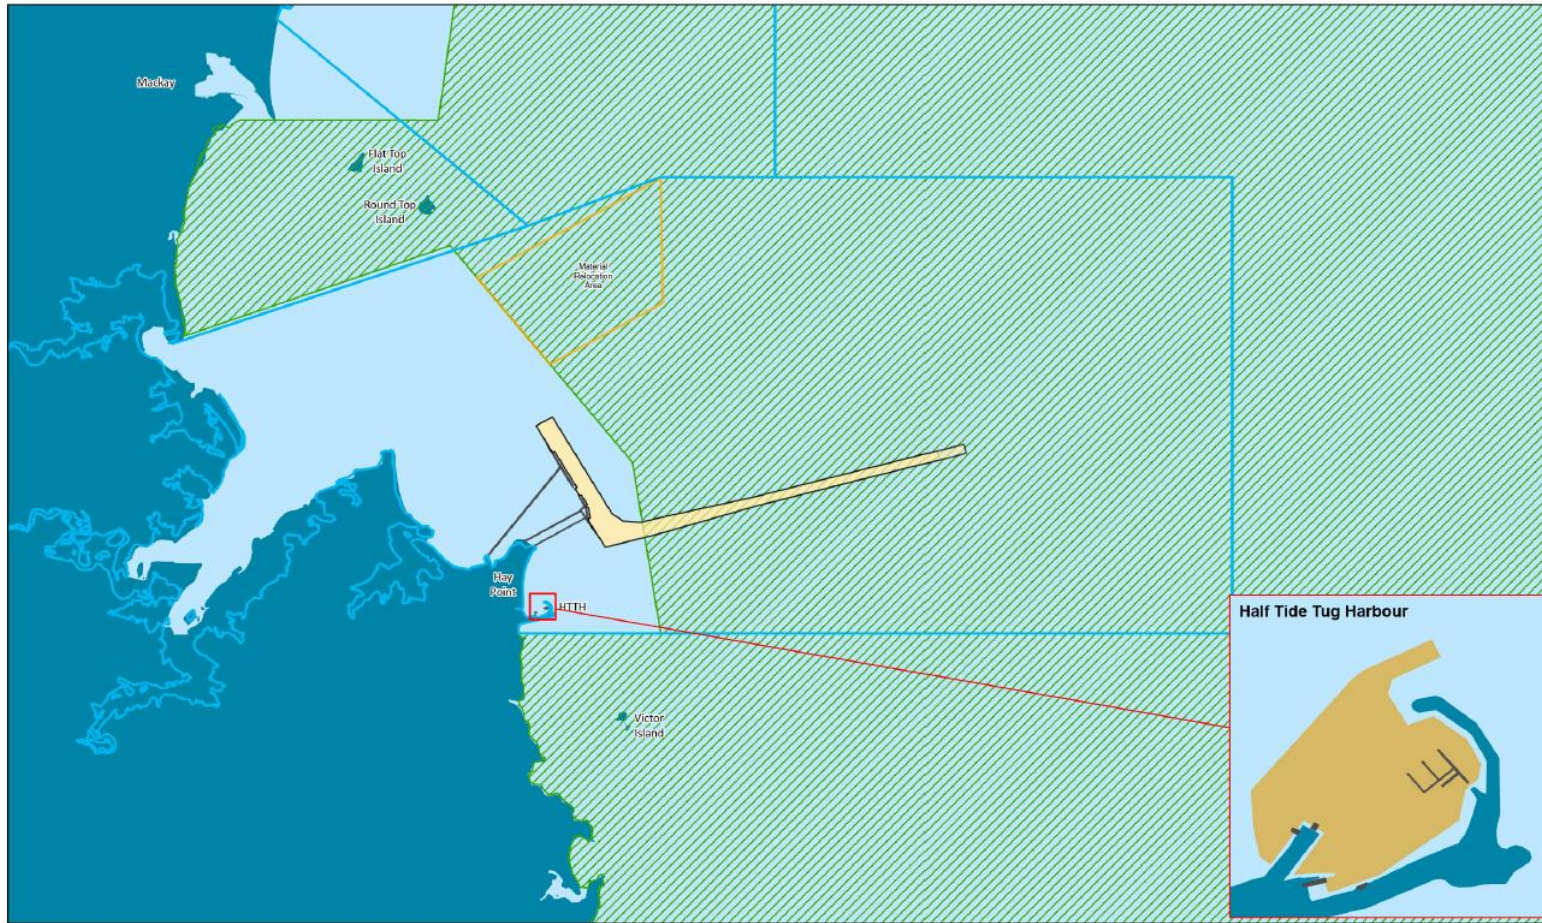 Mackay
Flat Top
Island
Round Top
Island
Material
Relocation
Area
Hay
Point
HTTH
Half Tide Tug Harbour
Victor
Island